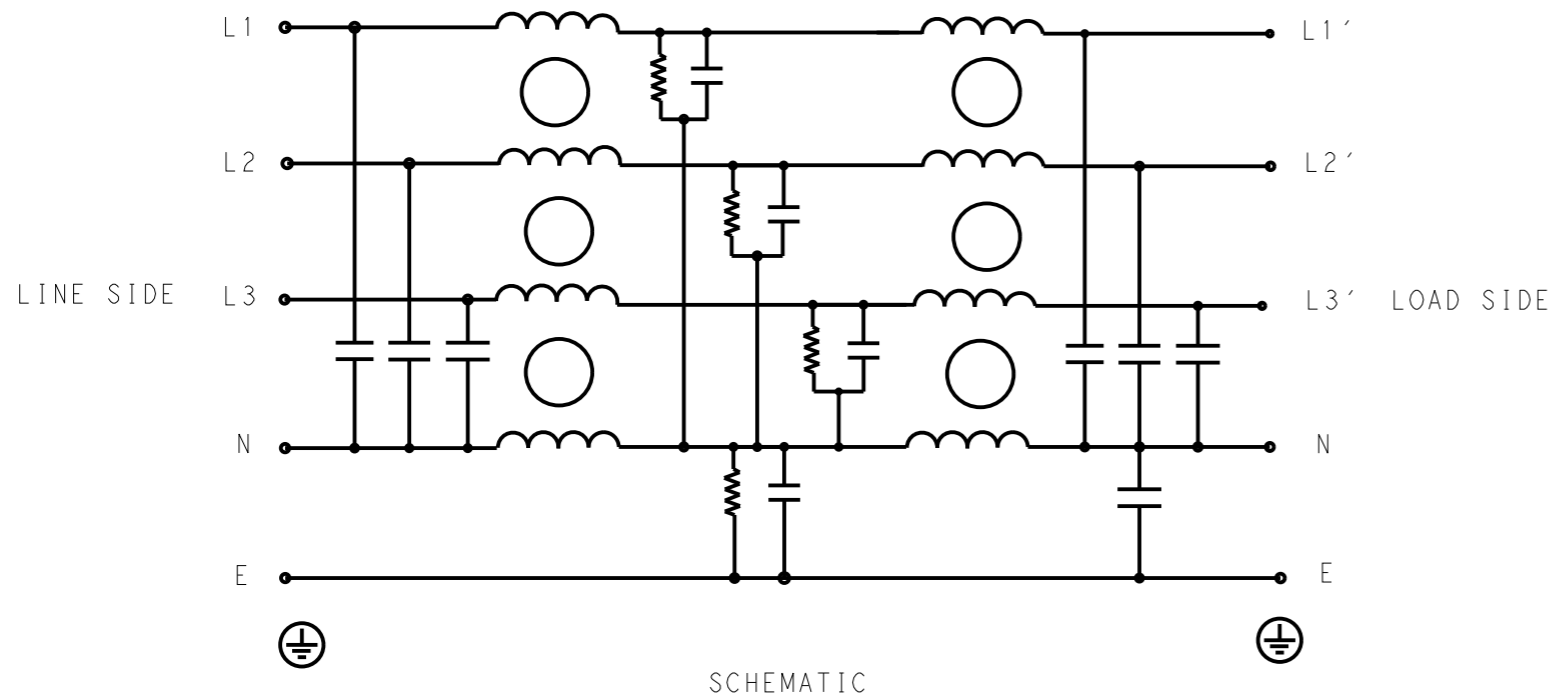 L1 L1´
L2 L2´
LINE SIDE L3 L3´ LOAD SIDE
N N
E E
SCHEMATIC